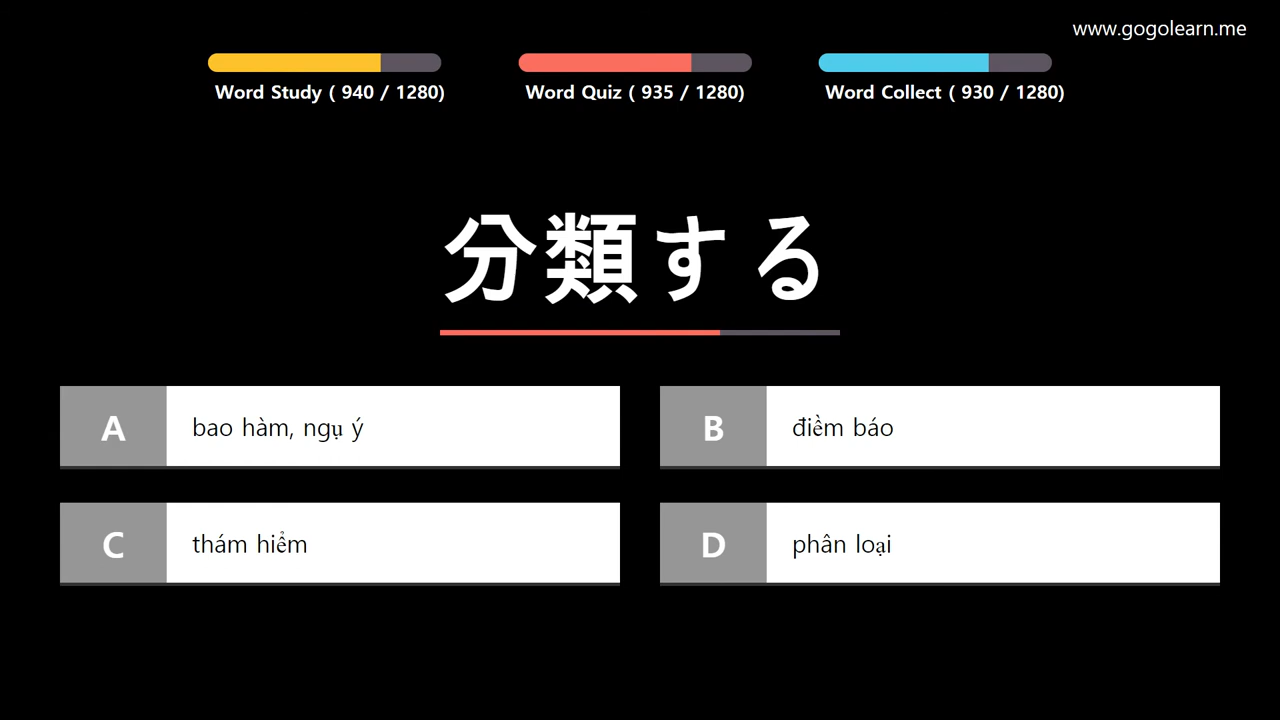 www.gogolearn.me
Word Study ( 940 / 1280)
Word Quiz ( 935 / 1280)
Word Collect ( 930 / 1280)
分類する
A bao hàm, ngụ ý
B điềm báo
C thám hiểm
D phân loại